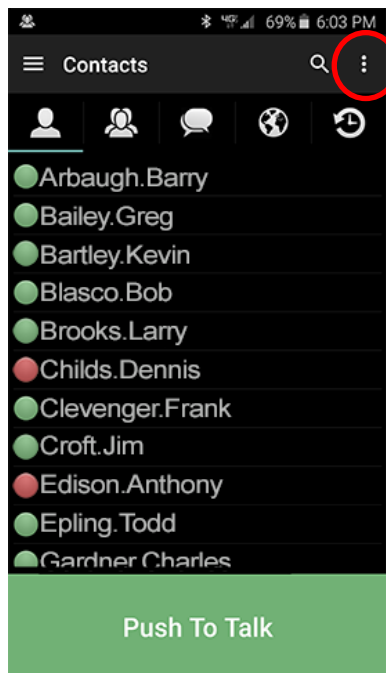 4G 69% 6:03 PM
Contacts
Arbaugh.Barry
Bailey.Greg
Bartley.Kevin
Blasco.Bob
Brooks.Larry
Childs.Dennis
Clevenger.Frank
Croft.Jim
Edison.Anthony
Epling.Todd
Gardner.Charles
Push To Talk